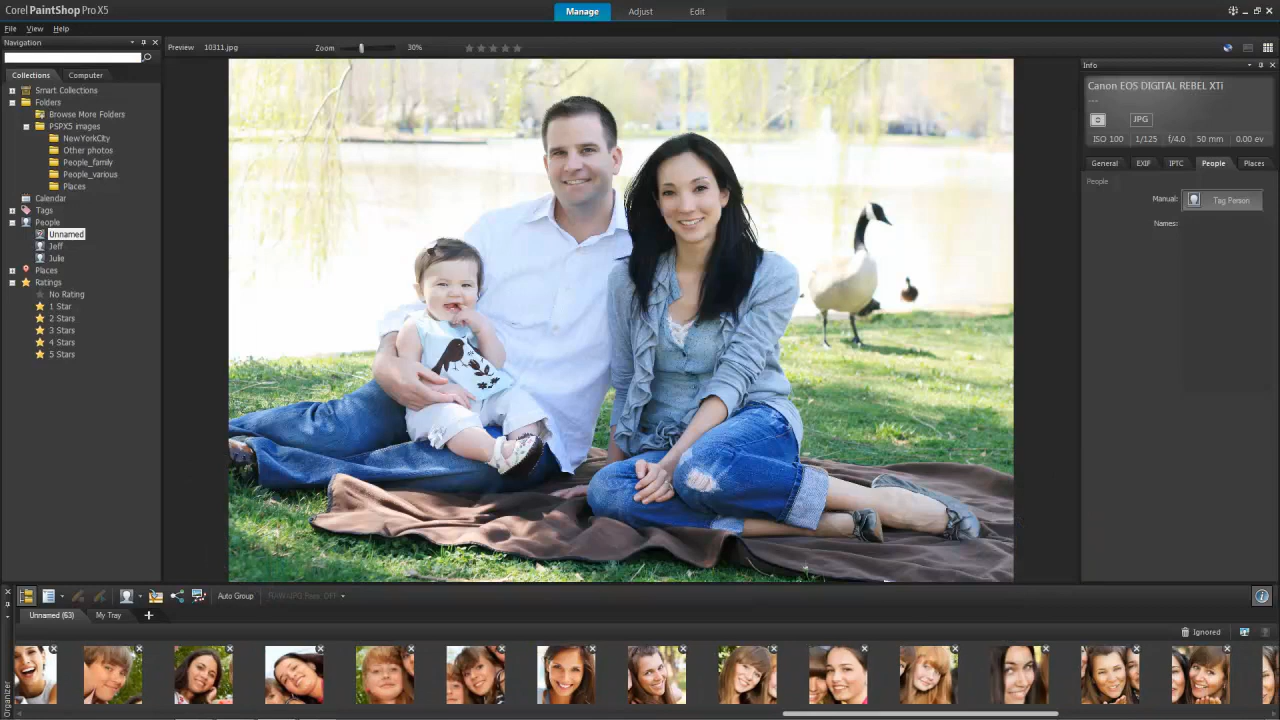 Corel PaintShop Pro X5
Manage Adjust Edit
File View Help
Navigation
Preview 10311.jpg Zoom 30%
Info
Collections Computer
Smart Collections
Folders
Browse More Folders
PSPX5 images
NewYorkCity
Other photos
People_family
People_various
Places
Calendar
Tags
People
Unnamed
Jeff
Julie
Places
Ratings
No Rating
1 Star
2 Stars
3 Stars
4 Stars
5 Stars
Canon EOS DIGITAL REBEL XTi
---
JPG
ISO 100 1/125 f/4.0 50 mm 0.00 ev
General EXIF IPTC People Places
People
Manual: Tag Person
Names:
Auto Group
Unnamed (63) My Tray
Ignored
Organizer